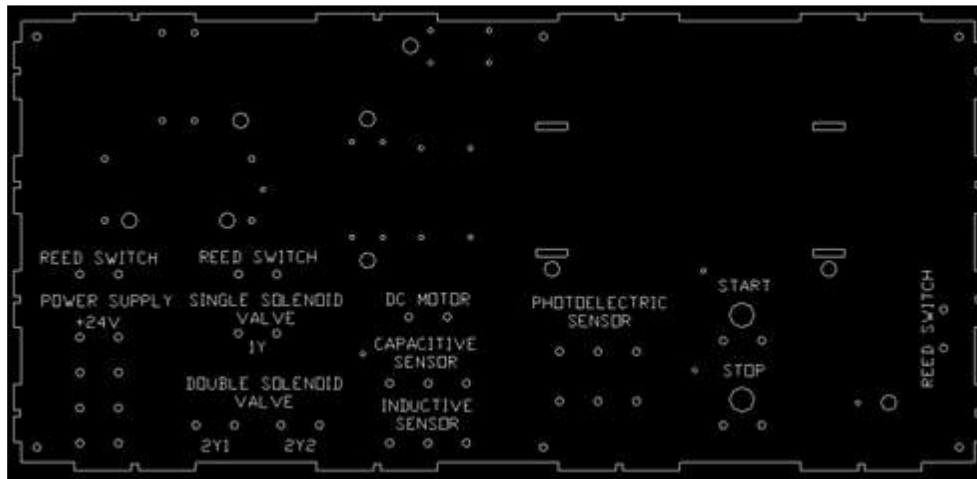 REED SWITCH
REED SWITCH
POWER SUPPLY
+24V
SINGLE SOLENOID
VALVE
1Y
DOUBLE SOLENOID
VALVE
2Y1
2Y2
DC MOTOR
CAPACITIVE
SENSOR
INDUCTIVE
SENSOR
PHOTOELECTRIC
SENSOR
START
STOP
REED SWITCH